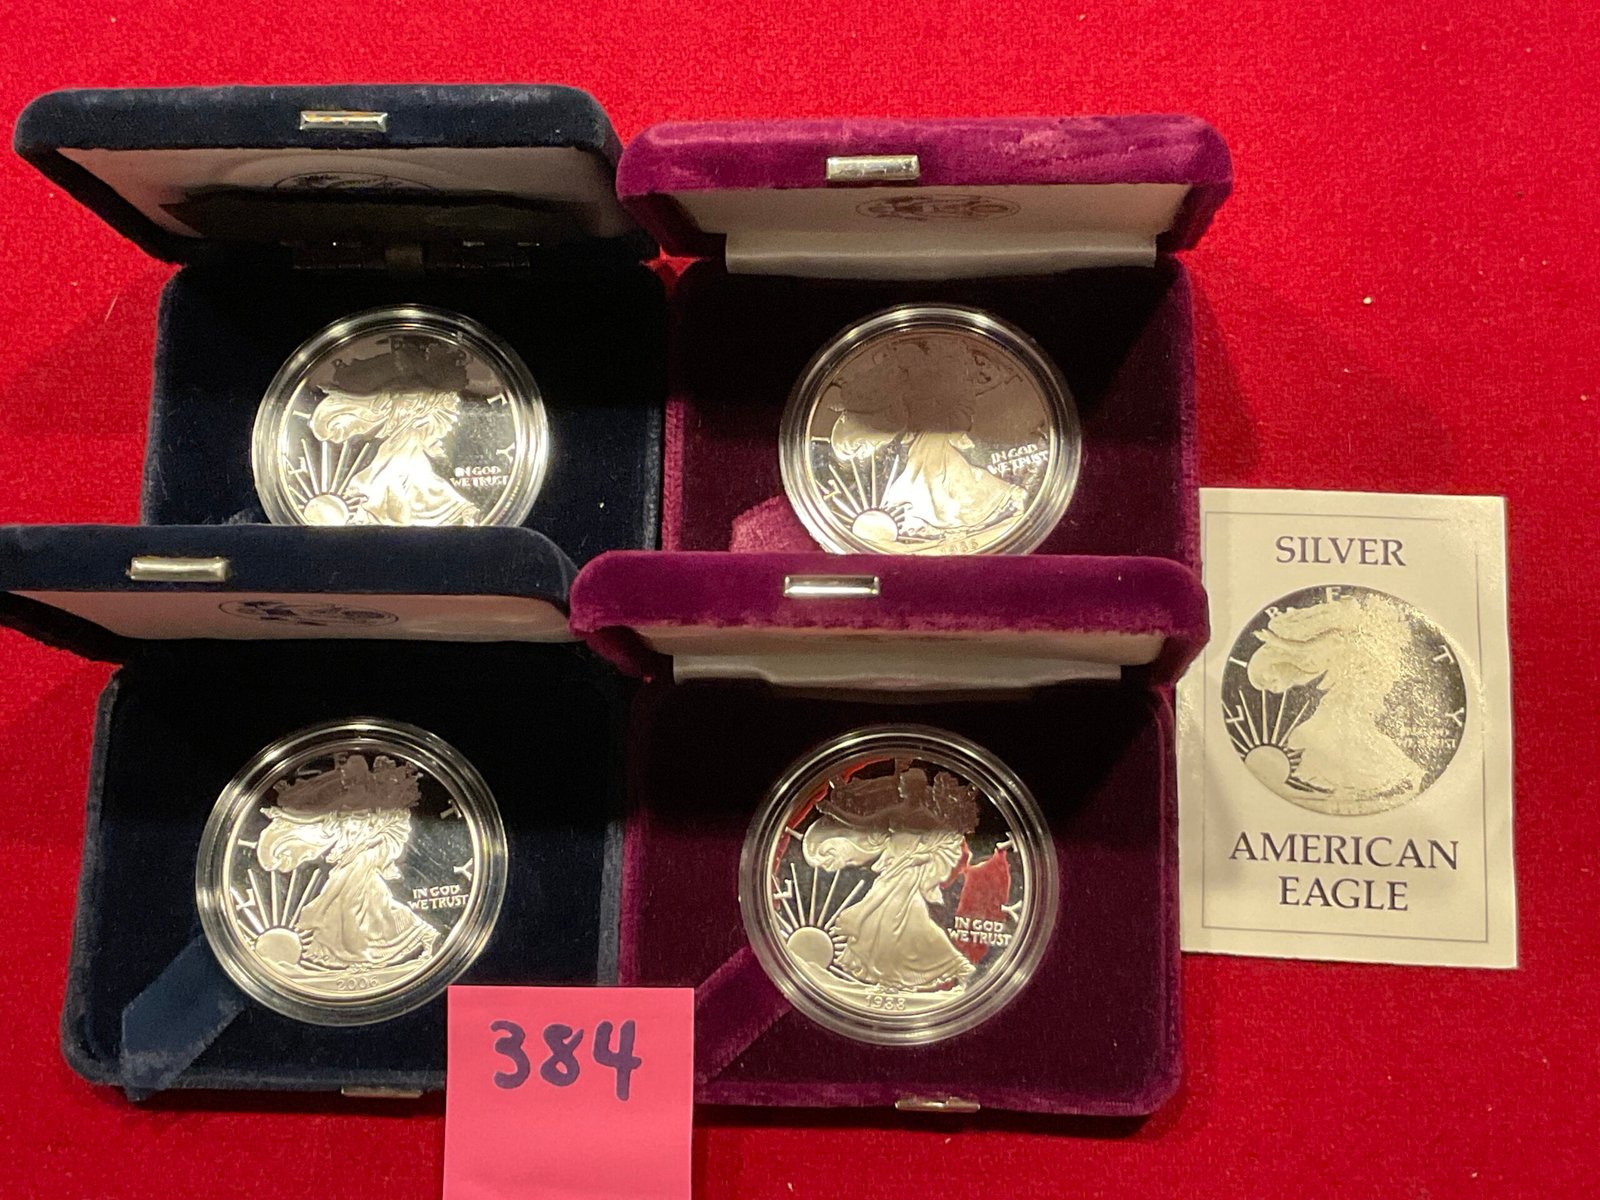 LIBERTY
IN GOD
WE TRUST
LIBERTY
IN GOD
WE TRUST
1986
SILVER
LIBERTY
AMERICAN
EAGLE
LIBERTY
IN GOD
WE TRUST
2006
LIBERTY
IN GOD
WE TRUST
1988
384